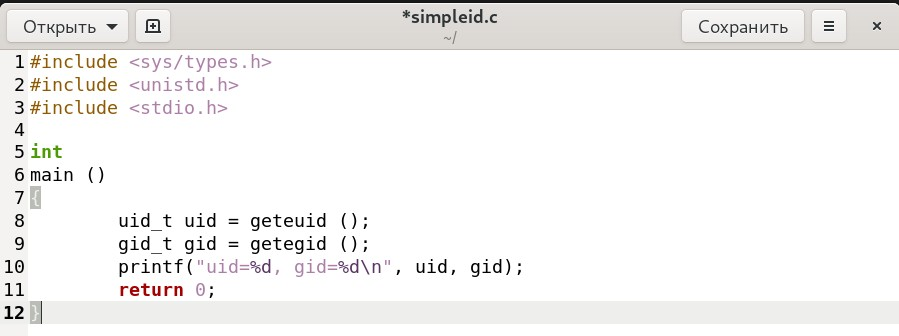 Открыть
*simpleid.c
~/
Сохранить
1 #include <sys/types.h>
2 #include <unistd.h>
3 #include <stdio.h>
4
5 int
6 main ()
7 {
8         uid_t uid = geteuid ();
9         gid_t gid = getegid ();
10         printf("uid=%d, gid=%d\n", uid, gid);
11         return 0;
12 }